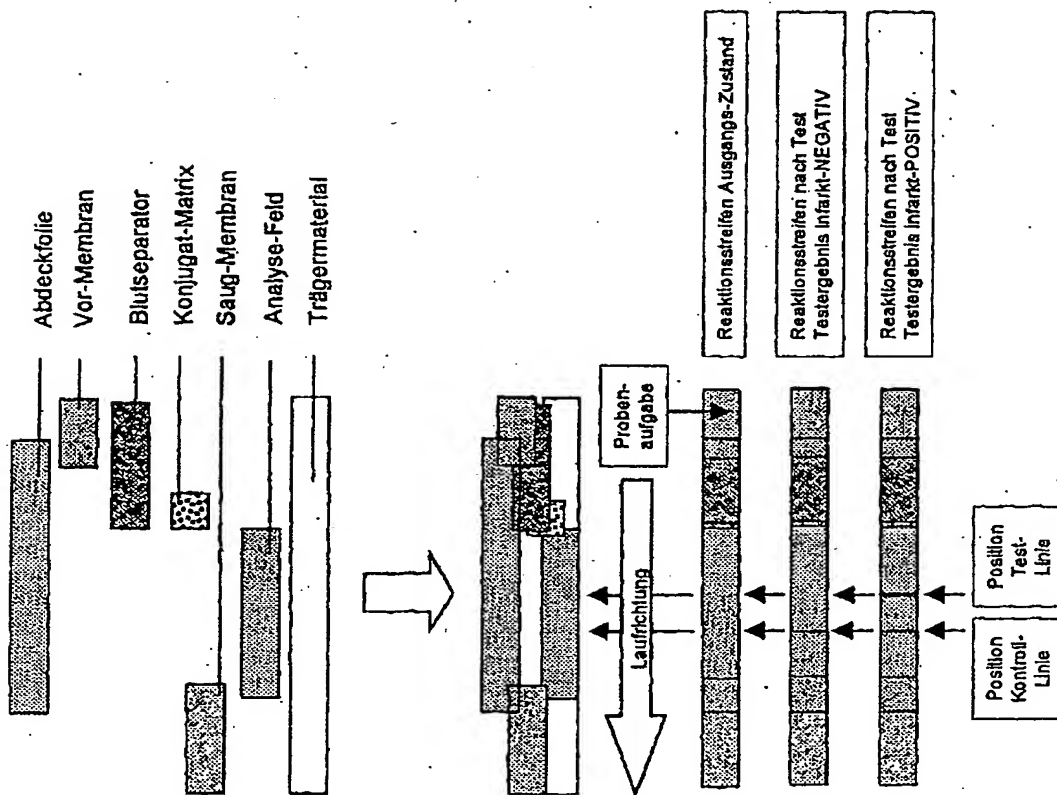 Abdeckfolie
Vor-Membran
Blutseparator
Konjugat-Matrix
Saug-Membran
Analyse-Feld
Trägermaterial
Proben-
aufgabe
Laufrichtung
Reaktionsstreifen Ausgangs-Zustand
Reaktionsstreifen nach Test
Testergebnis Infarkt-NEGATIV
Reaktionsstreifen nach Test
Testergebnis Infarkt-POSITIV
Position
Kontroll-
Linie
Position
Test-
Linie